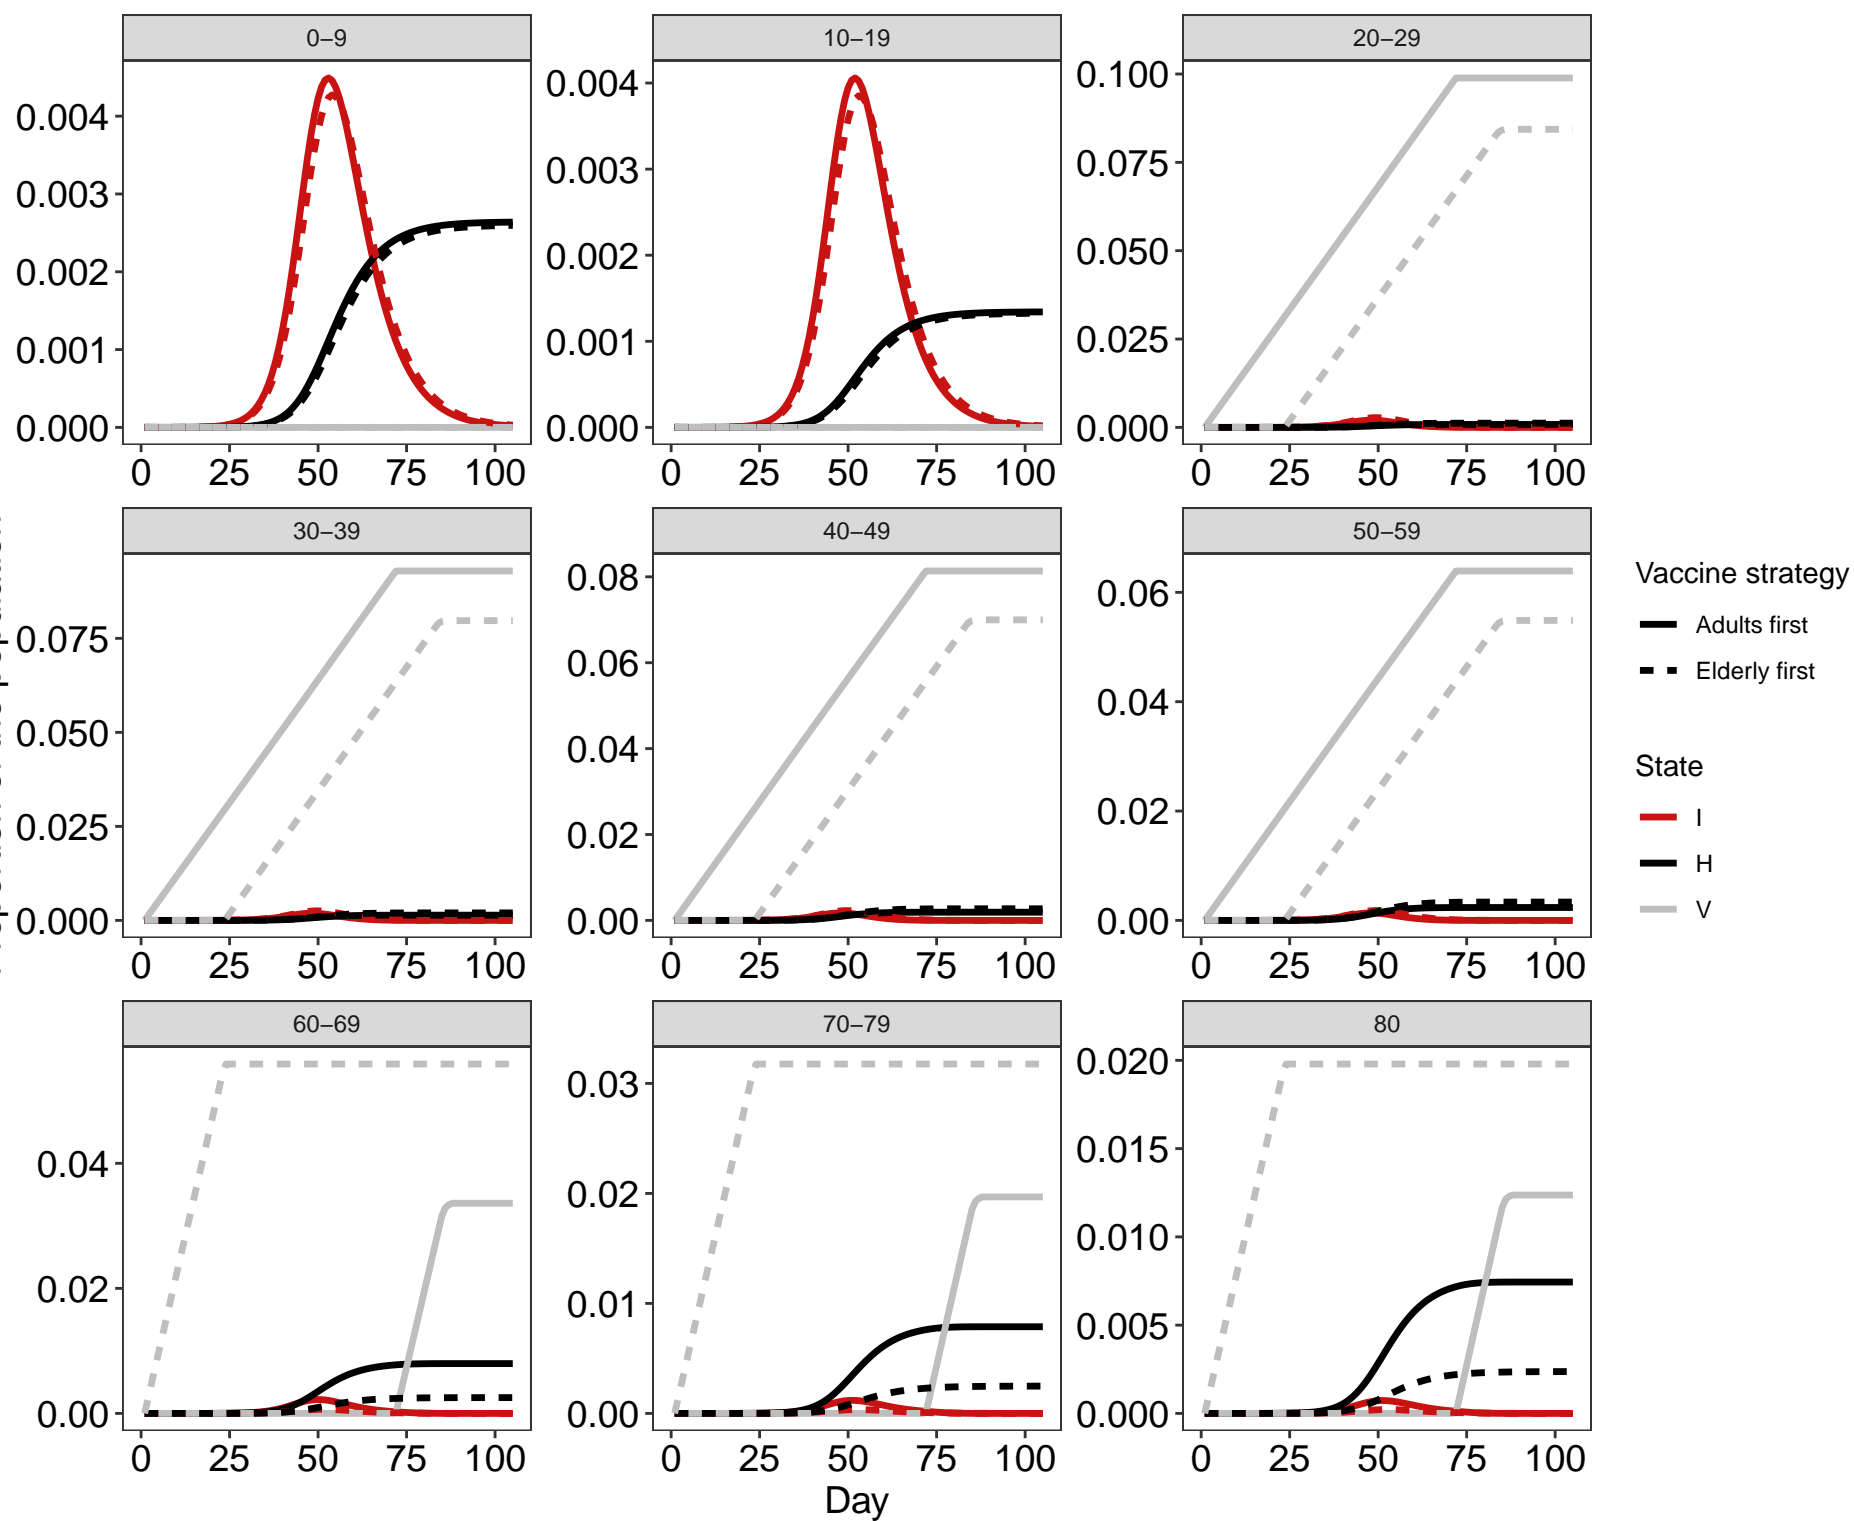 0–9 10–19 20–29
0.004 0.003 0.002 0.001 0.000
0.004 0.003 0.002 0.001 0.000
0.100 0.075 0.050 0.025 0.000
0 25 50 75 100 0 25 50 75 100 0 25 50 75 100
30–39 40–49 50–59
0.075 0.050 0.025 0.000
0.08 0.06 0.04 0.02 0.00
0.06 0.04 0.02 0.00
0 25 50 75 100 0 25 50 75 100 0 25 50 75 100
60–69 70–79 80
0.04 0.02 0.00
0.03 0.02 0.01 0.00
0.020 0.015 0.010 0.005 0.000
0 25 50 75 100 0 25 50 75 100 0 25 50 75 100
Day
Vaccine strategy
Adults first
Elderly first
State
I
H
V